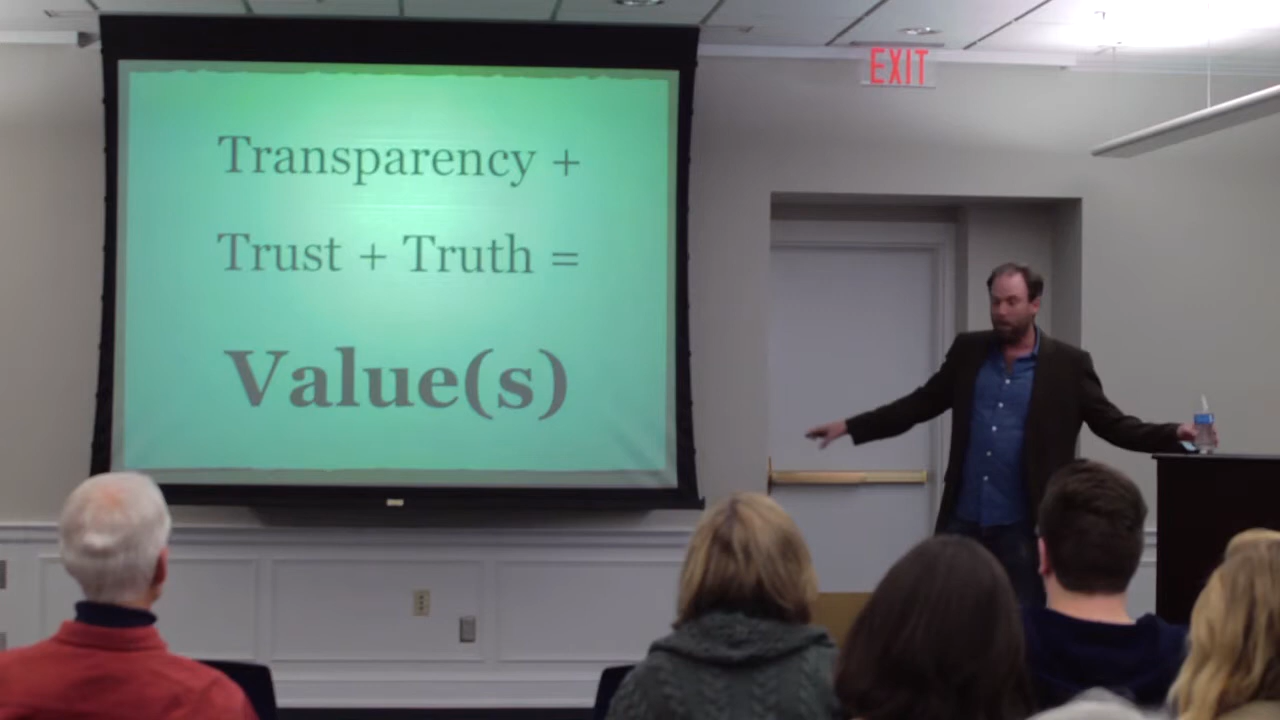 Transparency +
Trust + Truth =
Value(s)
EXIT